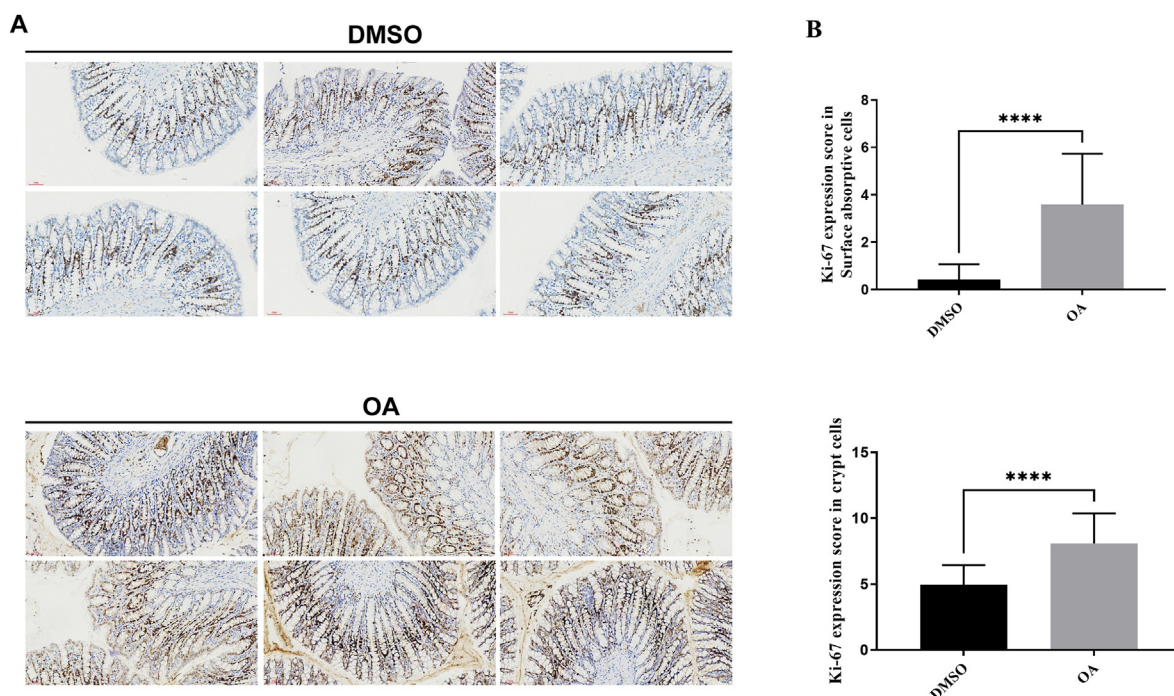 A
DMSO
OA
B
Ki-67 expression score in
Surface absorptive cells
8
6
4
2
0
****
DMSO
OA
Ki-67 expression score in crypt cells
15
10
5
0
****
DMSO
OA